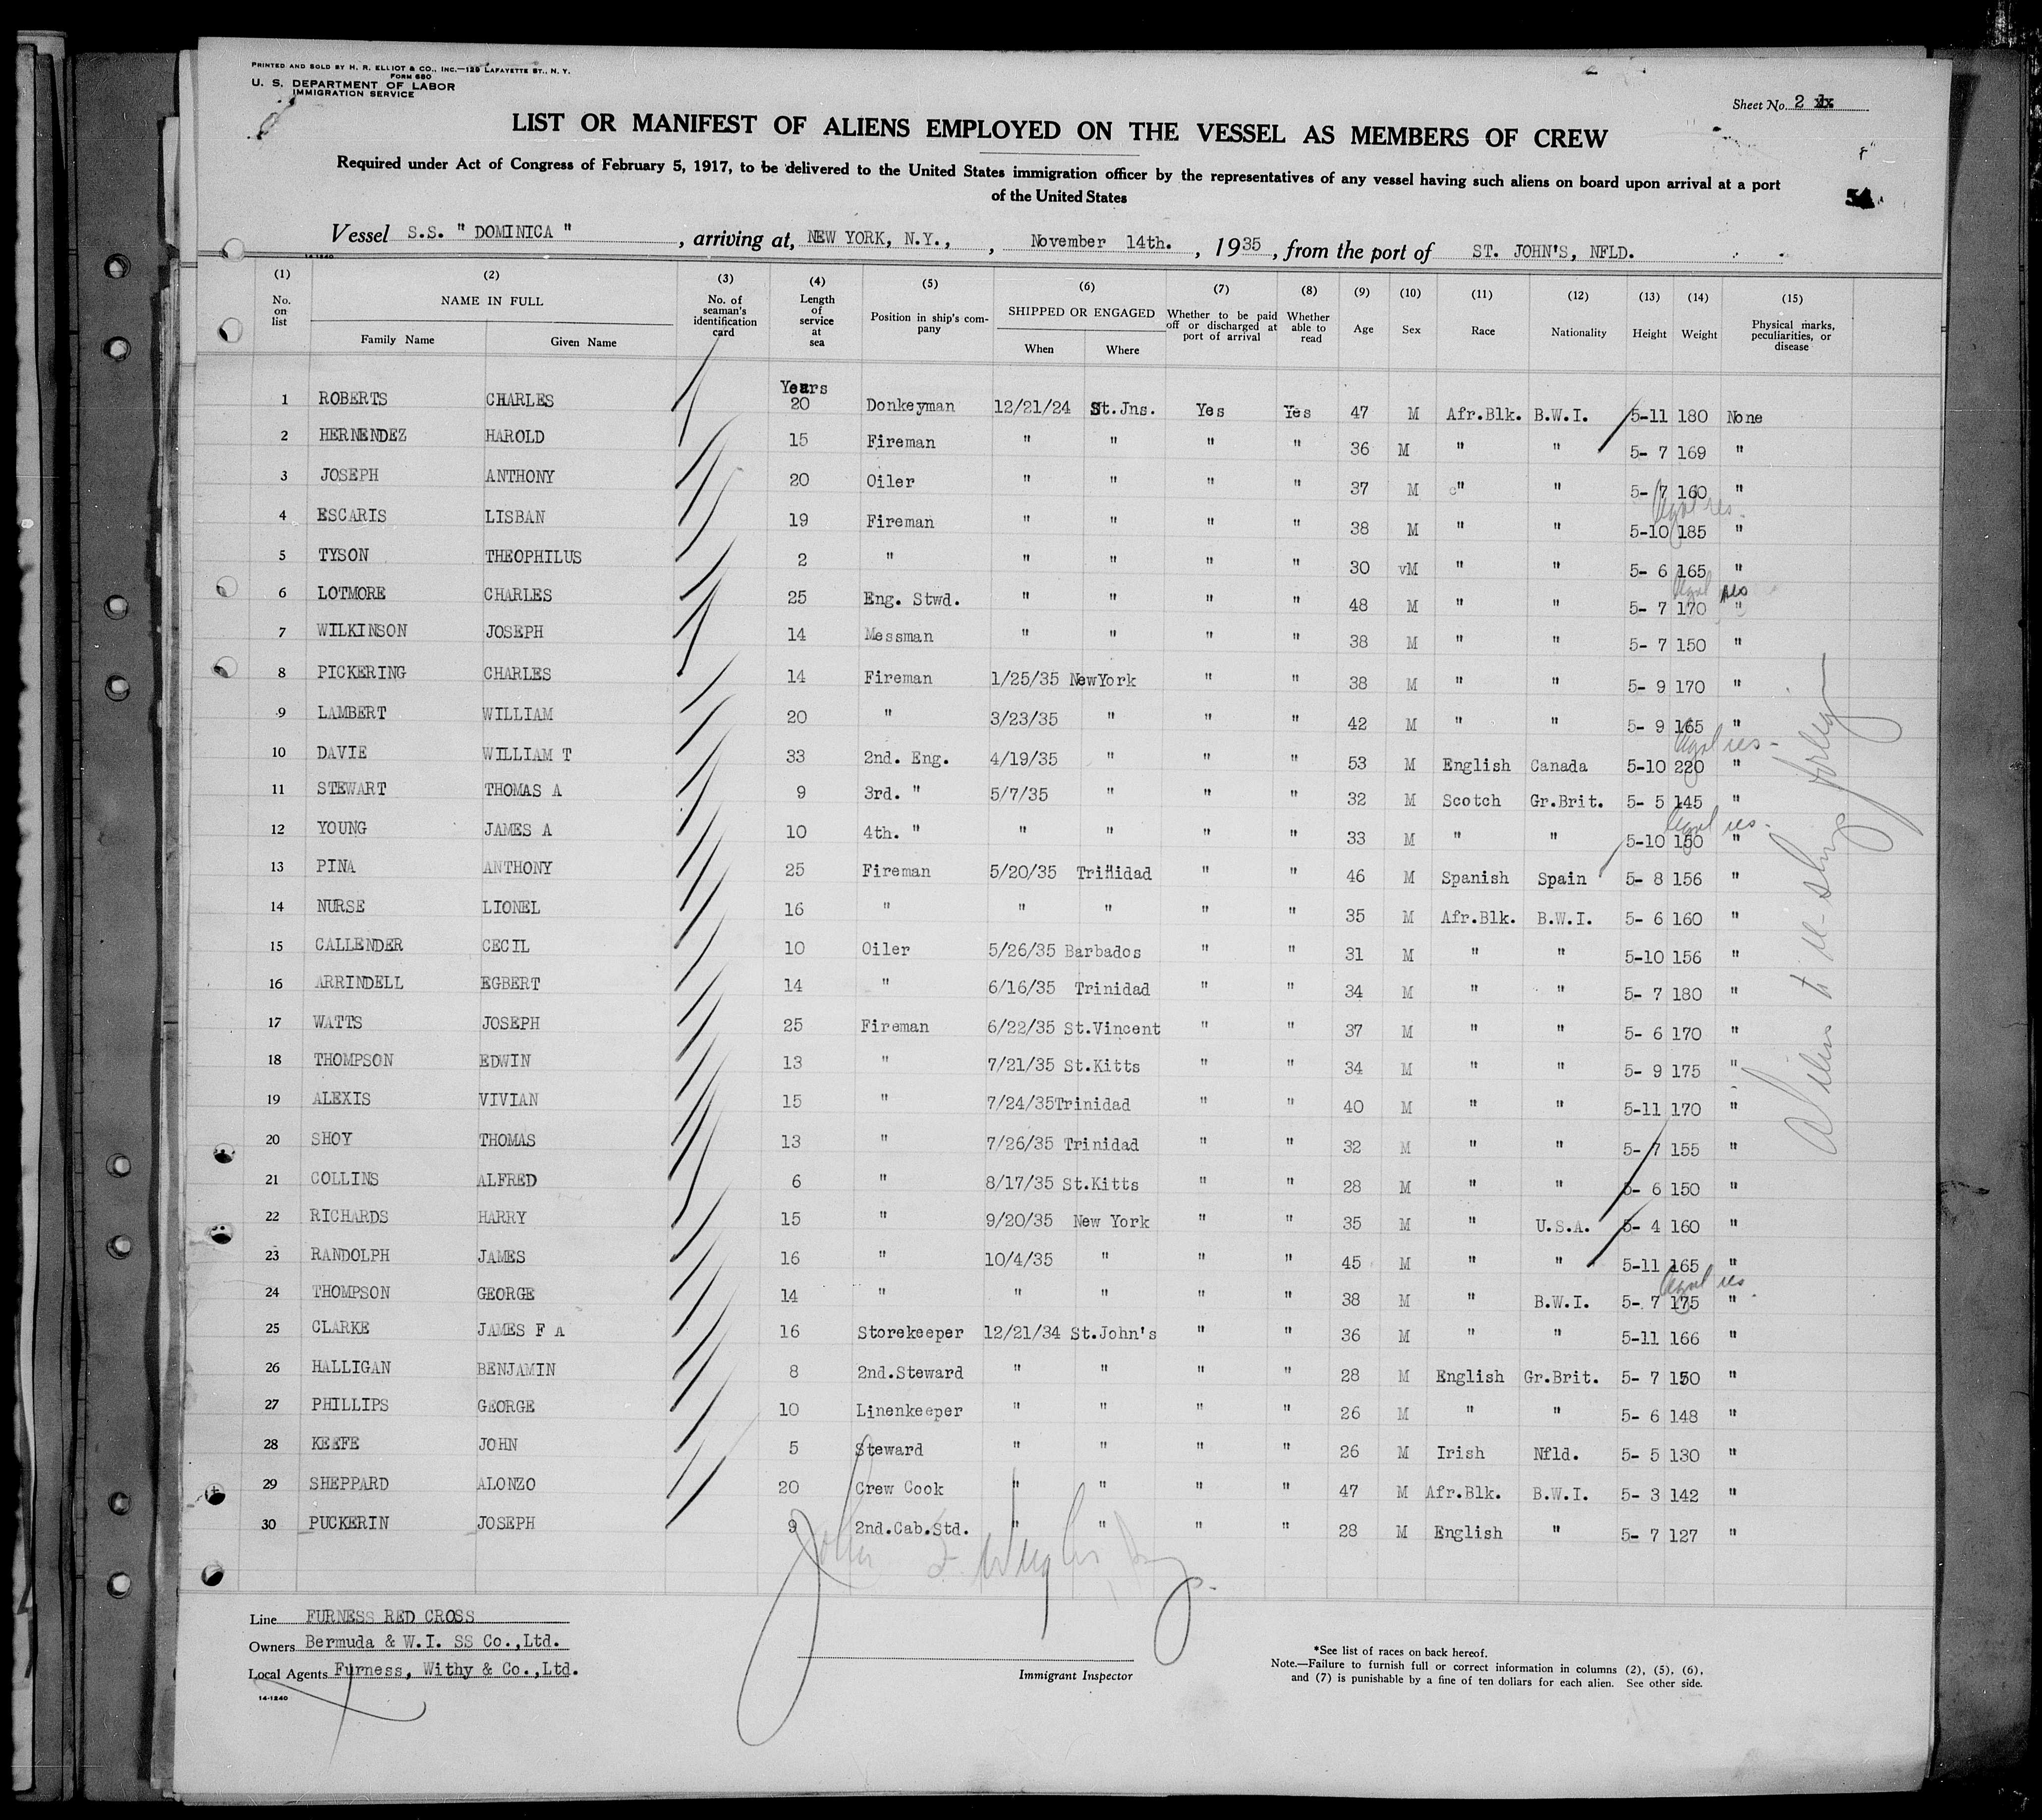 PRINTED AND SOLD BY H. R. ELLIOT & CO., INC.—129 LAFAYETTE ST., N. Y.
FORM 680
U. S. DEPARTMENT OF LABOR
IMMIGRATION SERVICE
Sheet No. 2
LIST OR MANIFEST OF ALIENS EMPLOYED ON THE VESSEL AS MEMBERS OF CREW
Required under Act of Congress of February 5, 1917, to be delivered to the United States immigration officer by the representatives of any vessel having such aliens on board upon arrival at a port
of the United States
Vessel S.S. " DOMINICA " , arriving at, NEW YORK, N.Y., , November 14th. , 1935 , from the port of ST. JOHN'S, NFLD.
14-1240
(1) (2) (3) (4) (5) (6) (7) (8) (9) (10) (11) (12) (13) (14) (15)
No. on list NAME IN FULL Family Name Given Name No. of seaman's identification card Length of service at sea Position in ship's company SHIPPED OR ENGAGED When Where Whether to be paid off or discharged at port of arrival Whether able to read Age Sex Race Nationality Height Weight Physical marks, peculiarities, or disease
Years
1 ROBERTS CHARLES 20 Donkeyman 12/21/24 St.Jns. Yes Yes 47 M Afr.Blk. B.W.I. 5-11 180 None
2 HERNENDEZ HAROLD 15 Fireman " " " " 36 M " " 5- 7 169 "
3 JOSEPH ANTHONY 20 Oiler " " " " 37 M " " 5- 7 160 "
legal res.
4 ESCARIS LISBAN 19 Fireman " " " " 38 M " " 5-10 185 "
5 TYSON THEOPHILUS 2 " " " " " 30 vM " " 5- 6 165 "
legal res
6 LOTMORE CHARLES 25 Eng. Stwd. " " " " 48 M " " 5- 7 170 "
7 WILKINSON JOSEPH 14 Messman " " " " 38 M " " 5- 7 150 "
8 PICKERING CHARLES 14 Fireman 1/25/35 NewYork " " 38 M " " 5- 9 170 "
9 LAMBERT WILLIAM 20 " 3/23/35 " " " 42 M " " 5- 9 165 "
legal res-
10 DAVIE WILLIAM T 33 2nd. Eng. 4/19/35 " " " 53 M English Canada 5-10 220 "
11 STEWART THOMAS A 9 3rd. " 5/7/35 " " " 32 M Scotch Gr.Brit. 5- 5 145 "
legal res-
12 YOUNG JAMES A 10 4th. " " " " " 33 M " " 5-10 150 "
13 PINA ANTHONY 25 Fireman 5/20/35 Trinidad " " 46 M Spanish Spain 5- 8 156 "
14 NURSE LIONEL 16 " " " " " 35 M Afr.Blk. B.W.I. 5- 6 160 "
15 CALLENDER CECIL 10 Oiler 5/26/35 Barbados " " 31 M " " 5-10 156 "
16 ARRINDELL EGBERT 14 " 6/16/35 Trinidad " " 34 M " " 5- 7 180 "
17 WATTS JOSEPH 25 Fireman 6/22/35 St.Vincent " " 37 M " " 5- 6 170 "
18 THOMPSON EDWIN 13 " 7/21/35 St.Kitts " " 34 M " " 5- 9 175 "
19 ALEXIS VIVIAN 15 " 7/24/35Trinidad " " 40 M " " 5-11 170 "
20 SHOY THOMAS 13 " 7/26/35 Trinidad " " 32 M " " 5- 7 155 "
21 COLLINS ALFRED 6 " 8/17/35 St.Kitts " " 28 M " " 5- 6 150 "
22 RICHARDS HARRY 15 " 9/20/35 New York " " 35 M " U.S.A. 5- 4 160 "
23 RANDOLPH JAMES 16 " 10/4/35 " " " 45 M " " 5-11 165 "
legal res.
24 THOMPSON GEORGE 14 " " " " " 38 M " B.W.I. 5- 7 175 "
25 CLARKE JAMES F A 16 Storekeeper 12/21/34 St.John's " " 36 M " " 5-11 166 "
26 HALLIGAN BENJAMIN 8 2nd.Steward " " " " 28 M English Gr.Brit. 5- 7 150 "
27 PHILLIPS GEORGE 10 Linenkeeper " " " " 26 M " " 5- 6 148 "
28 KEEFE JOHN 5 Steward " " " " 26 M Irish Nfld. 5- 5 130 "
29 SHEPPARD ALONZO 20 Crew Cook " " " " 47 M Afr.Blk. B.W.I. 5- 3 142 "
30 PUCKERIN JOSEPH 9 2nd.Cab.Std. " " " " 28 M English " 5- 7 127 "
Aliens to re-ship
Line FURNESS RED CROSS
Owners Bermuda & W.I. SS Co.,Ltd.
Local Agents Furness, Withy & Co.,Ltd.
14-1240
Immigrant Inspector
*See list of races on back hereof.
Note.—Failure to furnish full or correct information in columns (2), (5), (6),
and (7) is punishable by a fine of ten dollars for each alien. See other side.